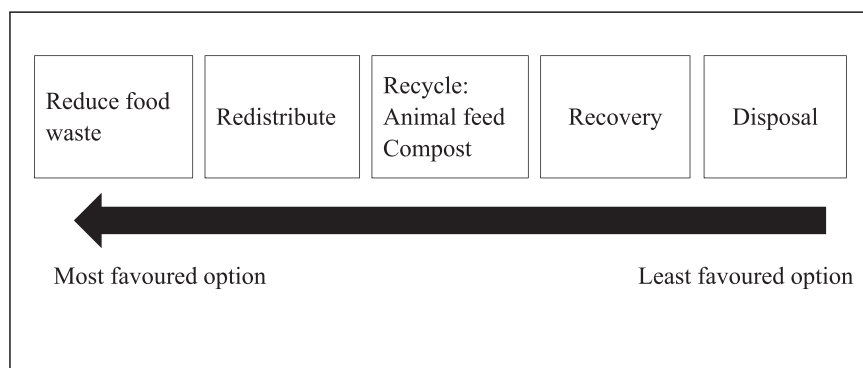 Reduce food
waste
Redistribute
Recycle:
Animal feed
Compost
Recovery
Disposal
Most favoured option
Least favoured option